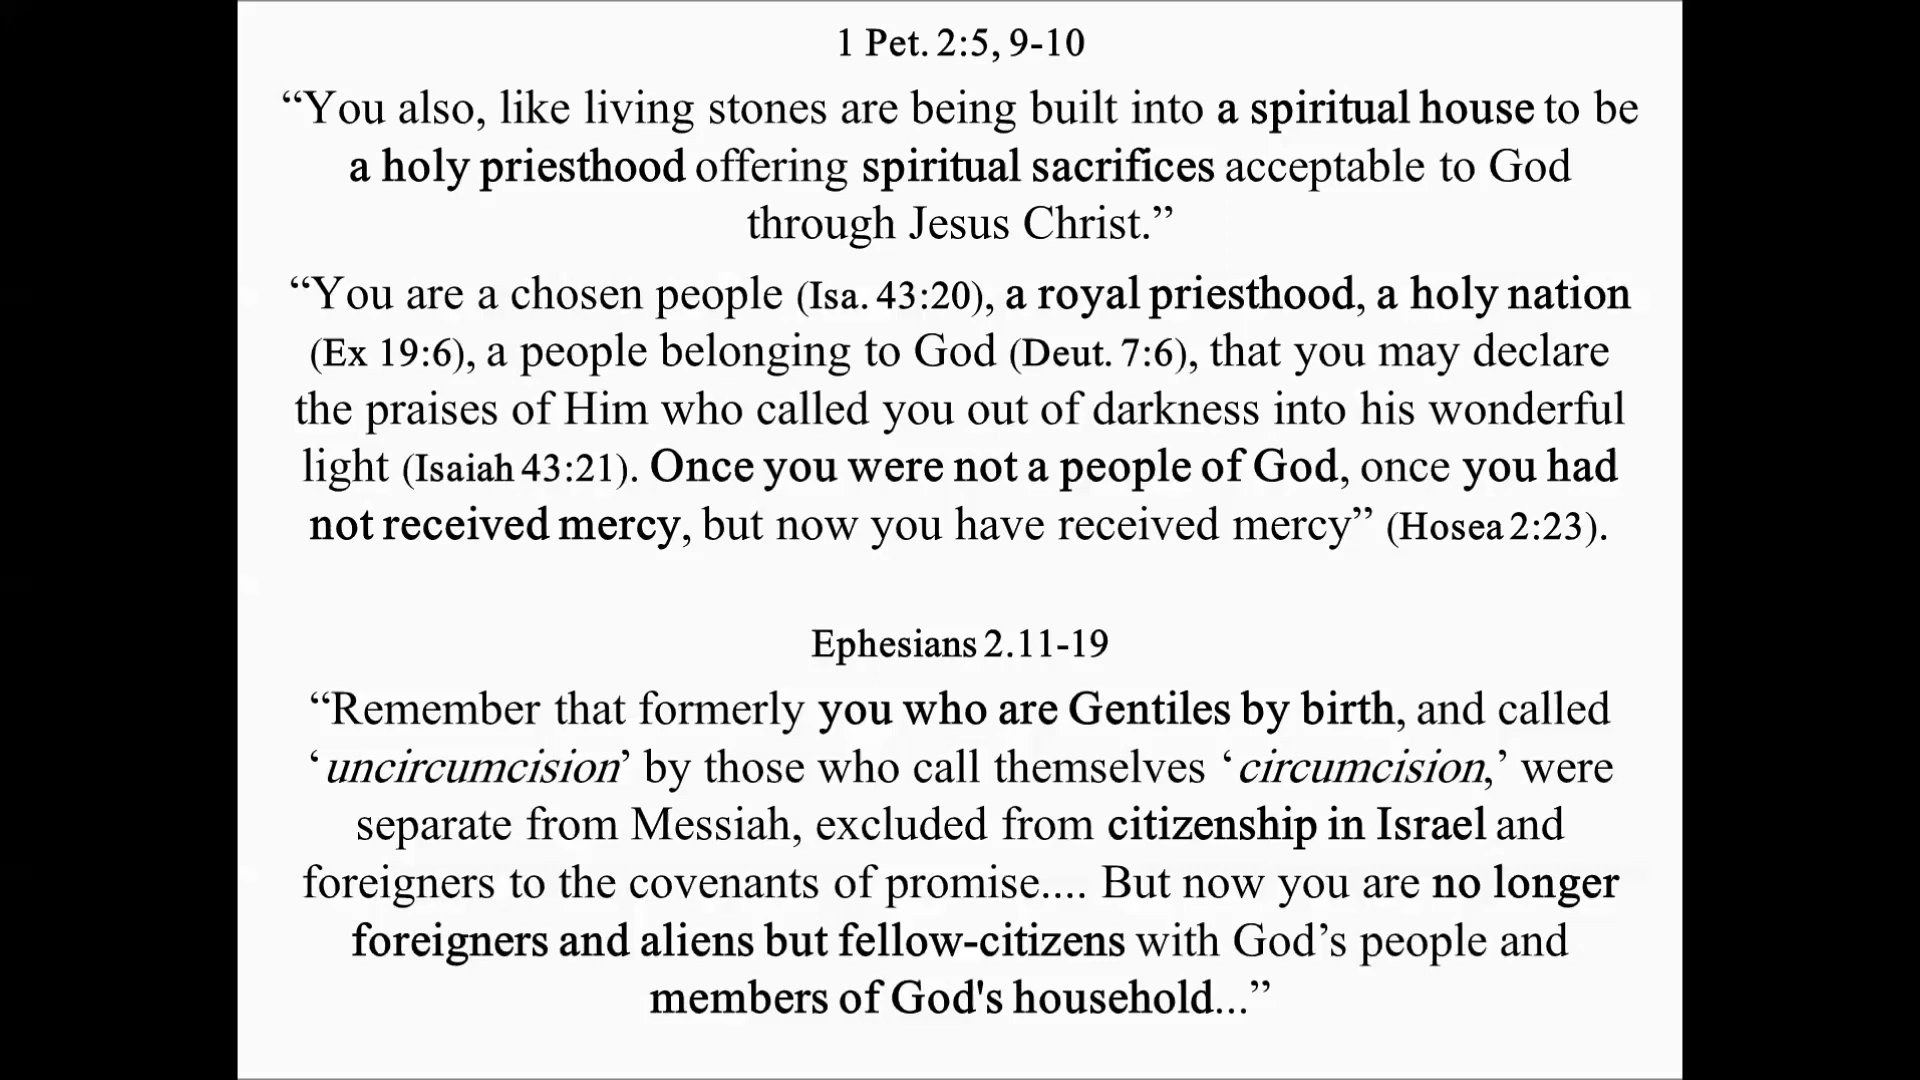 1 Pet. 2:5, 9-10
“You also, like living stones are being built into a spiritual house to be
a holy priesthood offering spiritual sacrifices acceptable to God
through Jesus Christ.”
“You are a chosen people (Isa. 43:20), a royal priesthood, a holy nation
(Ex 19:6), a people belonging to God (Deut. 7:6), that you may declare
the praises of Him who called you out of darkness into his wonderful
light (Isaiah 43:21). Once you were not a people of God, once you had
not received mercy, but now you have received mercy” (Hosea 2:23).
Ephesians 2.11-19
“Remember that formerly you who are Gentiles by birth, and called
‘uncircumcision’ by those who call themselves ‘circumcision,’ were
separate from Messiah, excluded from citizenship in Israel and
foreigners to the covenants of promise.... But now you are no longer
foreigners and aliens but fellow-citizens with God’s people and
members of God's household...”